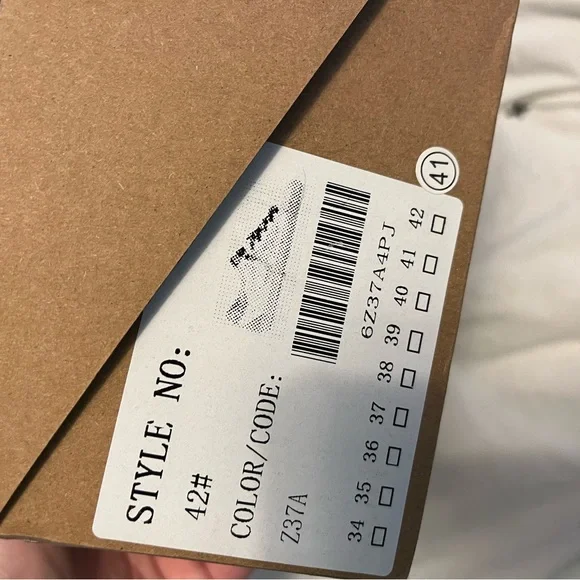 STYLE NO:
42#
COLOR/CODE:
Z37A
6Z37A4PJ
34 35 36 37 38 39 40 41 42
41